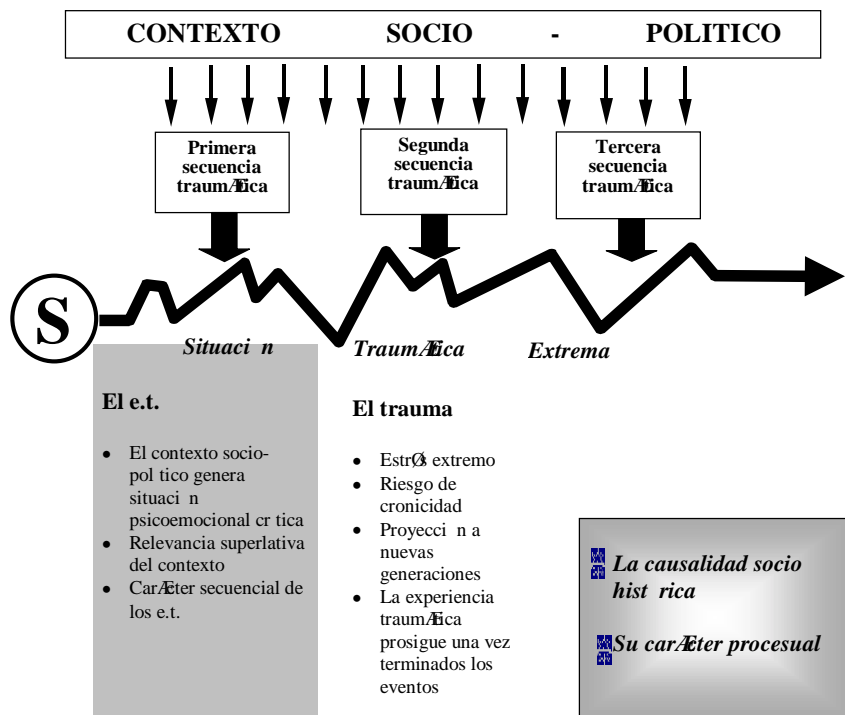 CONTEXTO SOCIO - POLITICO
Primera
secuencia
traumÆtica
Segunda
secuencia
traumÆtica
Tercera
secuencia
traumÆtica
S
Situaci n TraumÆtica Extrema
El e.t.
• El contexto socio-
pol tico genera
situaci n
psicoemocional cr tica
• Relevancia superlativa
del contexto
• CarÆcter secuencial de
los e.t.
El trauma
• EstrØs extremo
• Riesgo de
cronicidad
• Proyecci n a
nuevas
generaciones
• La experiencia
traumÆtica
prosigue una vez
terminados los
eventos
La causalidad socio
hist rica
Su carÆcter procesual